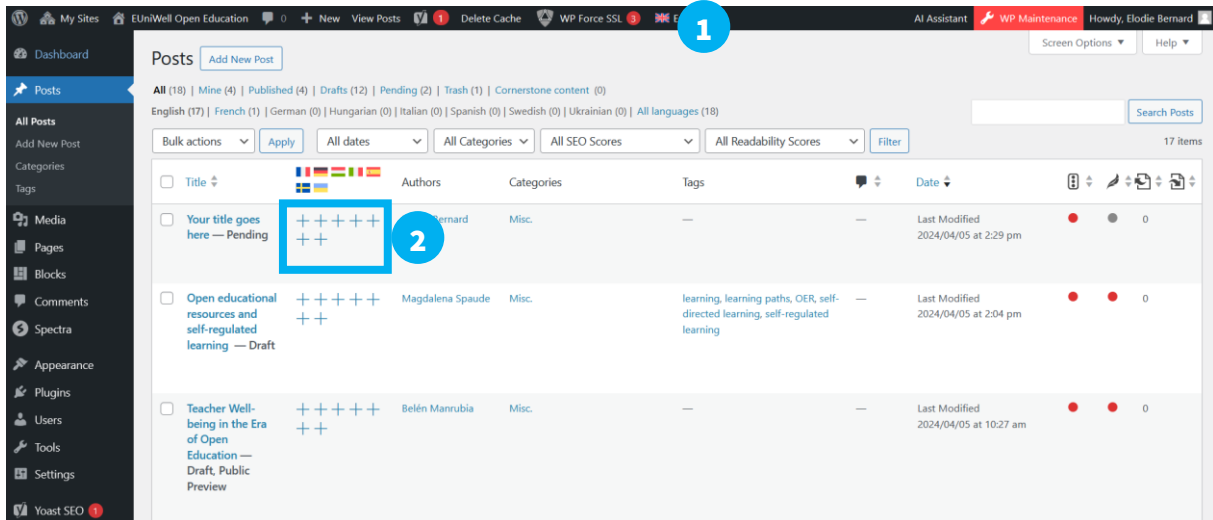 My Sites EUniWell Open Education 0 New View Posts 1 Delete Cache WP Force SSL 3 AI Assistant WP Maintenance Howdy, Elodie Bernard
1
Screen Options ▼ Help ▼
Dashboard
Posts
All Posts
Add New Post
Categories
Tags
Media
Pages
Blocks
Comments
Spectra
Appearance
Plugins
Users
Tools
Settings
Yoast SEO 1
Posts Add New Post
All (18) | Mine (4) | Published (4) | Drafts (12) | Pending (2) | Trash (1) | Cornerstone content (0)
English (17) | French (1) | German (0) | Hungarian (0) | Italian (0) | Spanish (0) | Swedish (0) | Ukrainian (0) | All languages (18)
Search Posts
Bulk actions Apply All dates All Categories All SEO Scores All Readability Scores Filter 17 items
Title Authors Categories Tags Date
Your title goes
here — Pending
Bernard
Misc.
—
—
Last Modified
2024/04/05 at 2:29 pm
0
2
Open educational
resources and
self-regulated
learning — Draft
Magdalena Spaude
Misc.
learning, learning paths, OER, self-
directed learning, self-regulated
learning
—
Last Modified
2024/04/05 at 2:04 pm
0
Teacher Well-
being in the Era
of Open
Education —
Draft, Public
Preview
Belén Manrubia
Misc.
—
—
Last Modified
2024/04/05 at 10:27 am
0